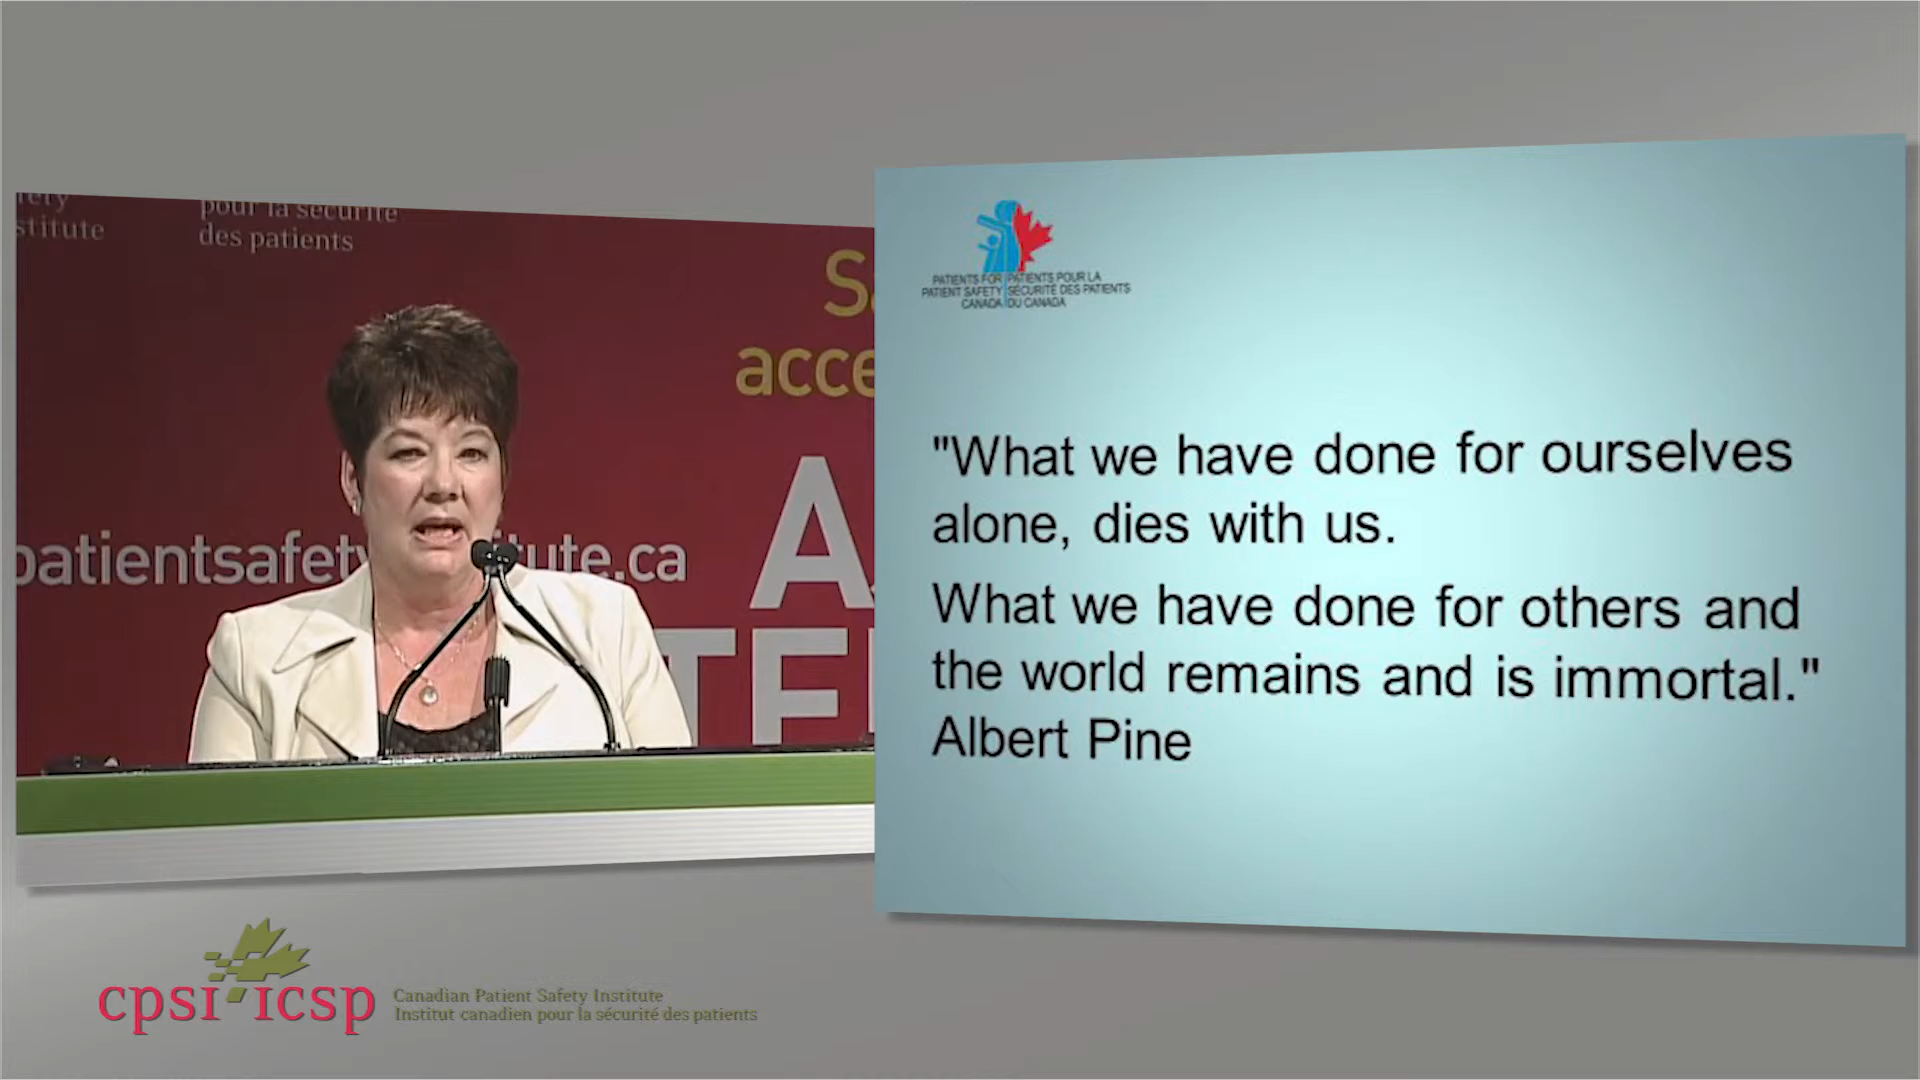 stitute
pour la sécurité
des patients
patientsafety
tute.ca
PATIENTS FOR PATIENTS POUR LA
PATIENT SAFETY SÉCURITÉ DES PATIENTS
CANADA DU CANADA
"What we have done for ourselves
alone, dies with us.
What we have done for others and
the world remains and is immortal."
Albert Pine
cpsi icsp
Canadian Patient Safety Institute
Institut canadien pour la sécurité des patients